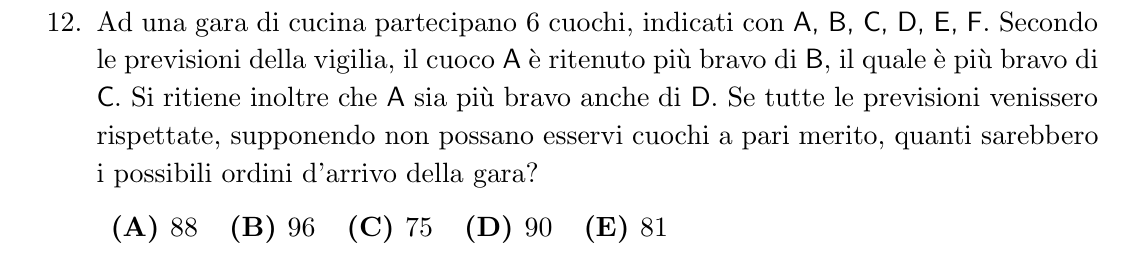 12. Ad una gara di cucina partecipano 6 cuochi, indicati con A, B, C, D, E, F. Secondo
le previsioni della vigilia, il cuoco A è ritenuto più bravo di B, il quale è più bravo di
C. Si ritiene inoltre che A sia più bravo anche di D. Se tutte le previsioni venissero
rispettate, supponendo non possano esservi cuochi a pari merito, quanti sarebbero
i possibili ordini d'arrivo della gara?
(A) 88 (B) 96 (C) 75 (D) 90 (E) 81